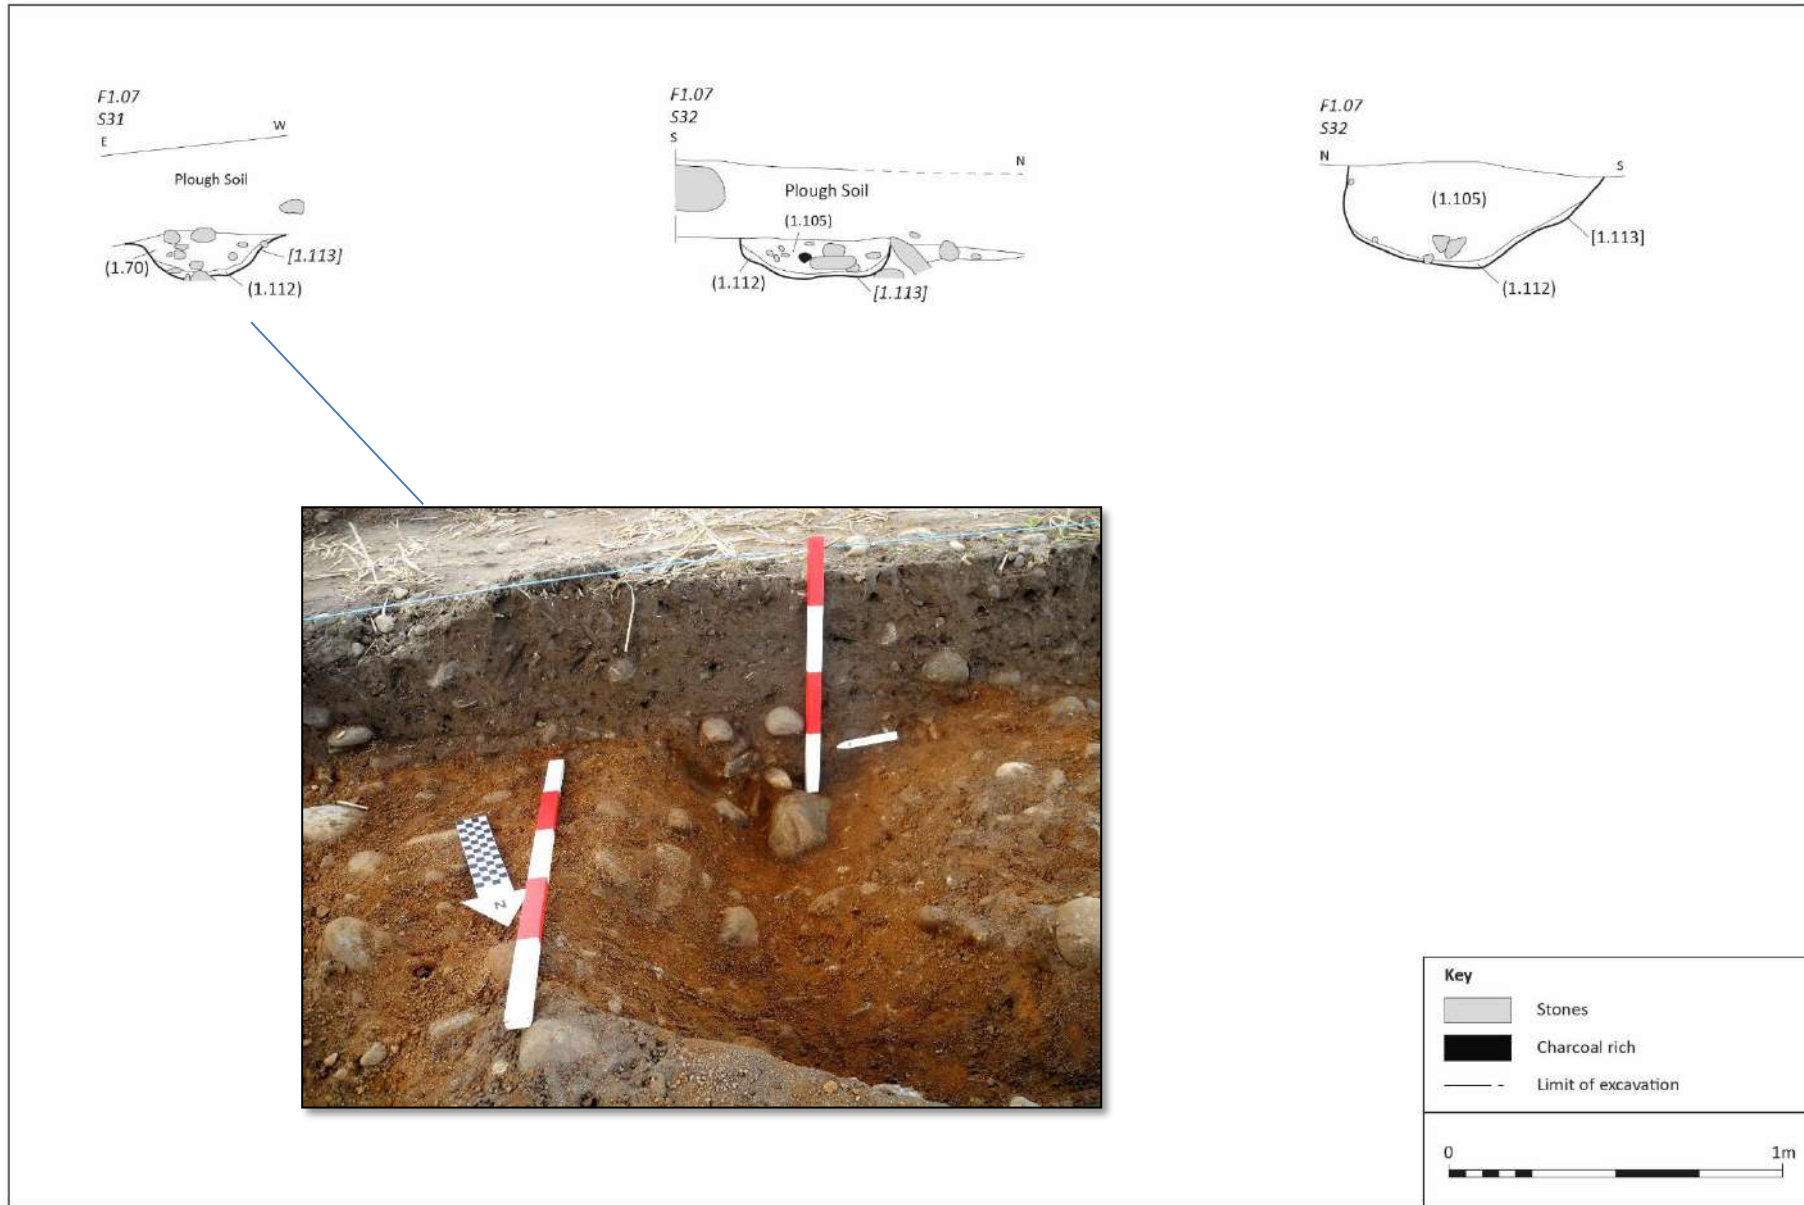 F1.07
S31
E
W
Plough Soil
(1.70)
[1.113]
(1.112)
F1.07
S32
S
N
Plough Soil
(1.105)
(1.112)
[1.113]
F1.07
S32
N
S
(1.105)
[1.113]
(1.112)
N
Key
Stones
Charcoal rich
Limit of excavation
0 1m